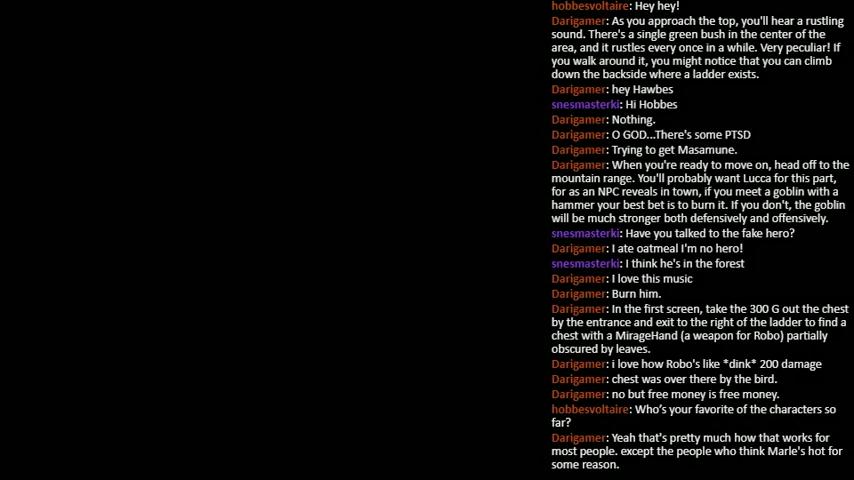 hobbesvoltaire: Hey hey!
Darigamer: As you approach the top, you'll hear a rustling
sound. There's a single green bush in the center of the
area, and it rustles every once in a while. Very peculiar! If
you walk around it, you might notice that you can climb
down the backside where a ladder exists.
Darigamer: hey Hawbes
snesmasterki: Hi Hobbes
Darigamer: Nothing.
Darigamer: O GOD...There's some PTSD
Darigamer: Trying to get Masamune.
Darigamer: When you're ready to move on, head off to the
mountain range. You'll probably want Lucca for this part,
for as an NPC reveals in town, if you meet a goblin with a
hammer your best bet is to burn it. If you don't, the goblin
will be much stronger both defensively and offensively.
snesmasterki: Have you talked to the fake hero?
Darigamer: I ate oatmeal I'm no hero!
snesmasterki: I think he's in the forest
Darigamer: I love this music
Darigamer: Burn him.
Darigamer: In the first screen, take the 300 G out the chest
by the entrance and exit to the right of the ladder to find a
chest with a MirageHand (a weapon for Robo) partially
obscured by leaves.
Darigamer: i love how Robo's like *dink* 200 damage
Darigamer: chest was over there by the bird.
Darigamer: no but free money is free money.
hobbesvoltaire: Who's your favorite of the characters so
far?
Darigamer: Yeah that's pretty much how that works for
most people. except the people who think Marle's hot for
some reason.